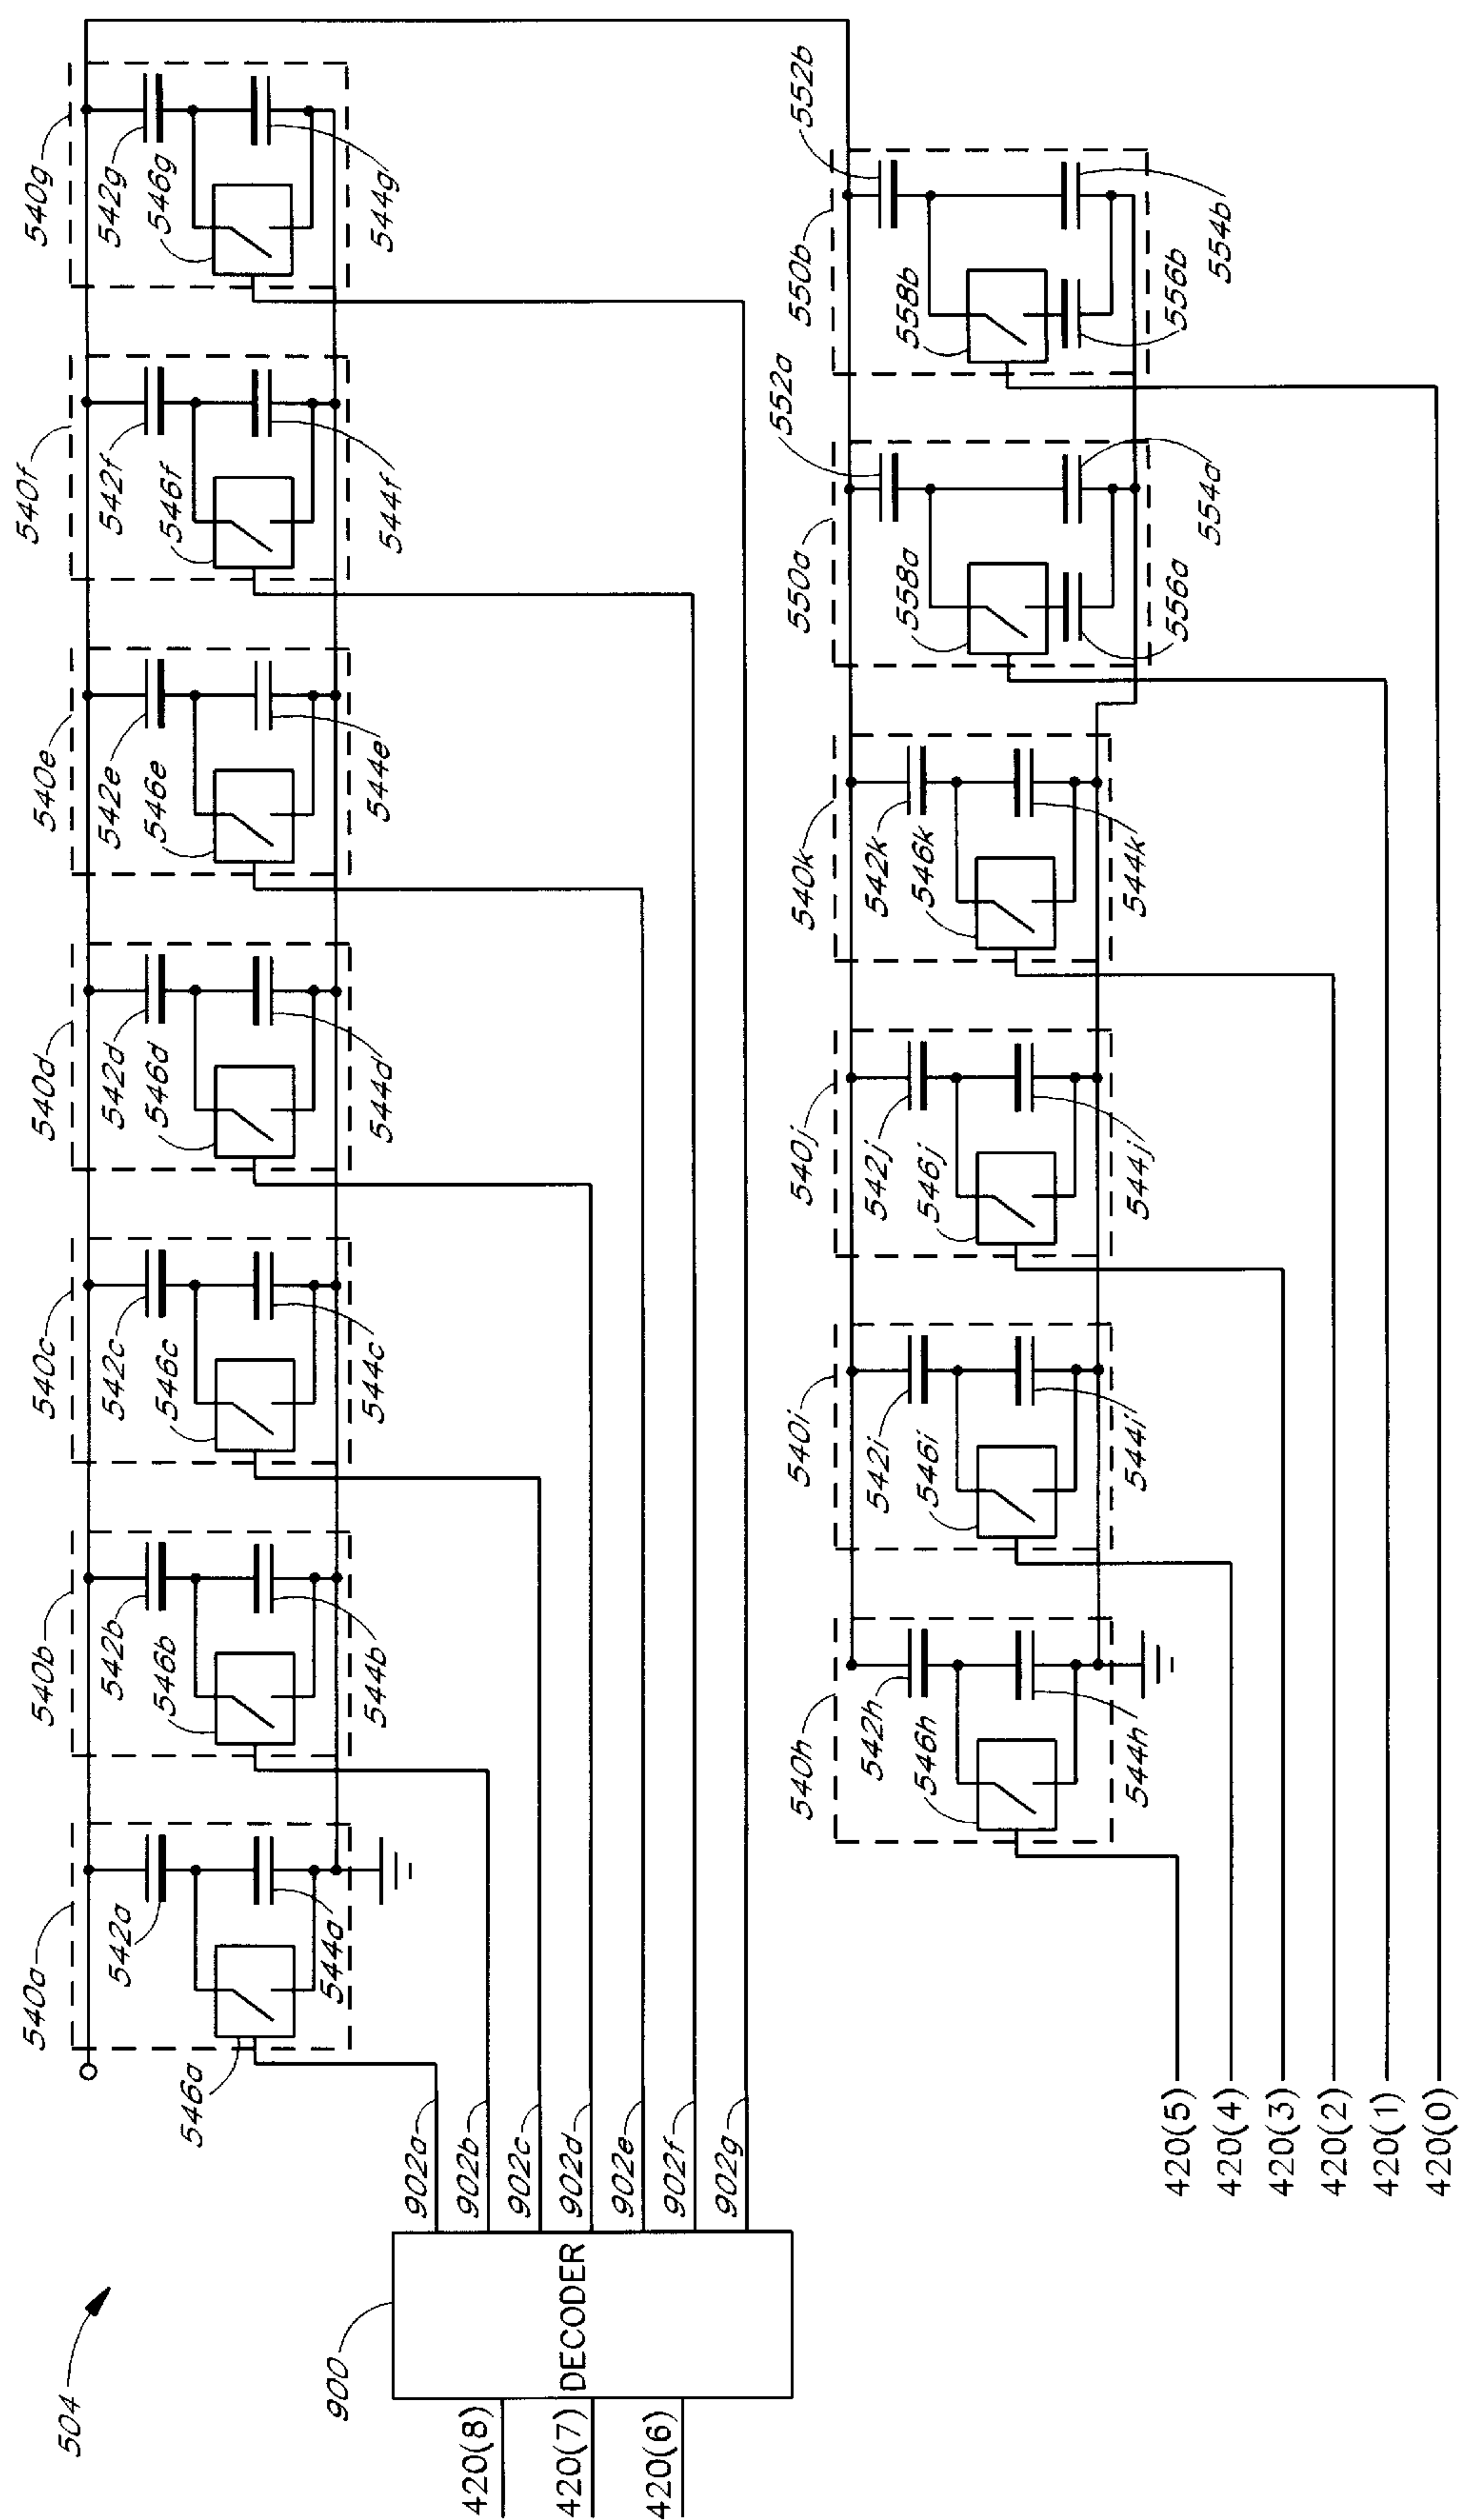 504
540a
540b
540c
540d
540e
540f
540g
542a
542b
542c
542d
542e
542f
542g
546a
546b
546c
546d
546e
546f
546g
544a
544b
544c
544d
544e
544f
544g
900
DECODER
420(8)
420(7)
420(6)
902a
902b
902c
902d
902e
902f
902g
540h
540i
540j
540k
550a
550b
552a
552b
542h
542i
542j
542k
546h
546i
546j
546k
558a
558b
544h
544i
544j
544k
556a
554a
556b
554b
420(5)
420(4)
420(3)
420(2)
420(1)
420(0)